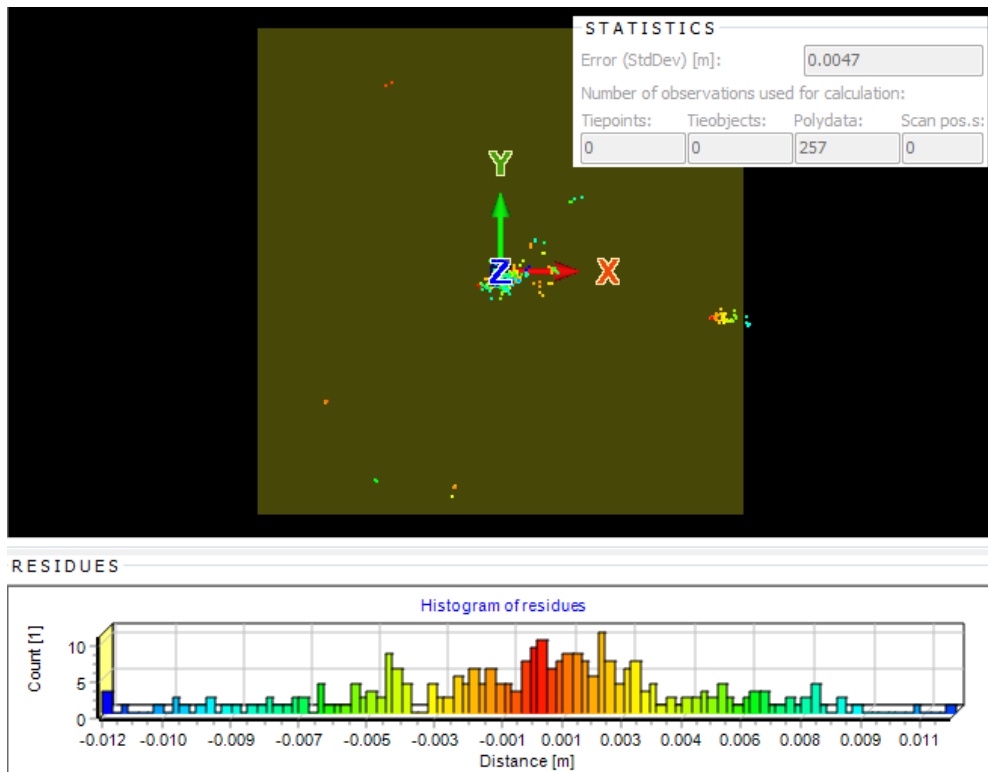 STATISTICS
Error (StdDev) [m]: 0.0047
Number of observations used for calculation:
Tiepoints: Tieobjects: Polydata: Scan pos.s:
0 0 257 0
Y
Z X
RESIDUES
Histogram of residues
Count [1]
10
5
0
-0.012 -0.010 -0.009 -0.007 -0.005 -0.003 -0.001 0.001 0.003 0.004 0.006 0.008 0.009 0.011
Distance [m]